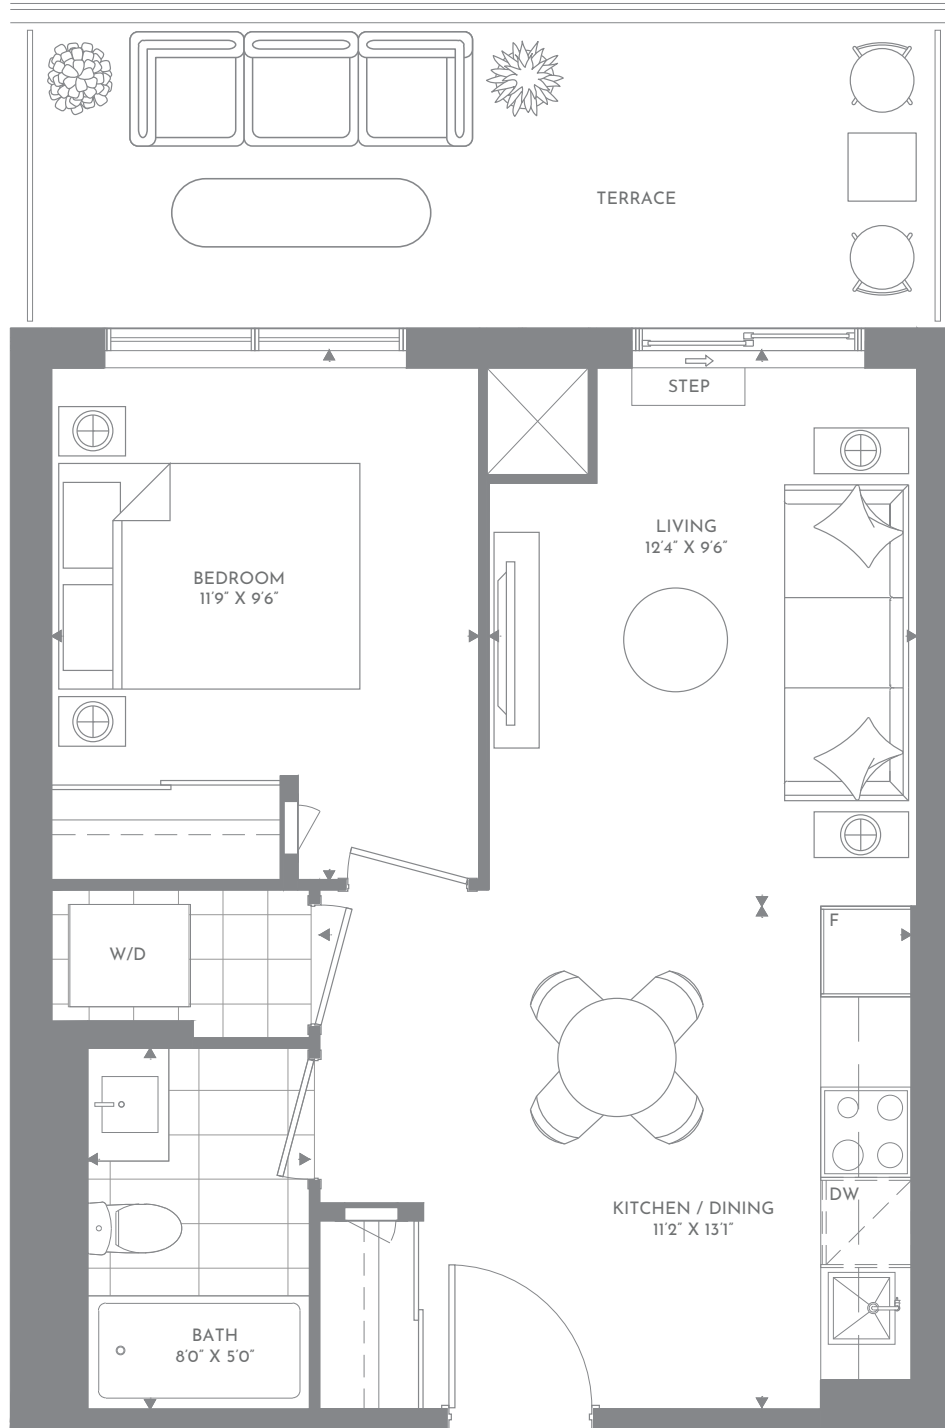 TERRACE
STEP
LIVING
12'4" X 9'6"
BEDROOM
11'9" X 9'6"
F
W/D
DW
KITCHEN / DINING
11'2" X 13'1"
BATH
8'0" X 5'0"